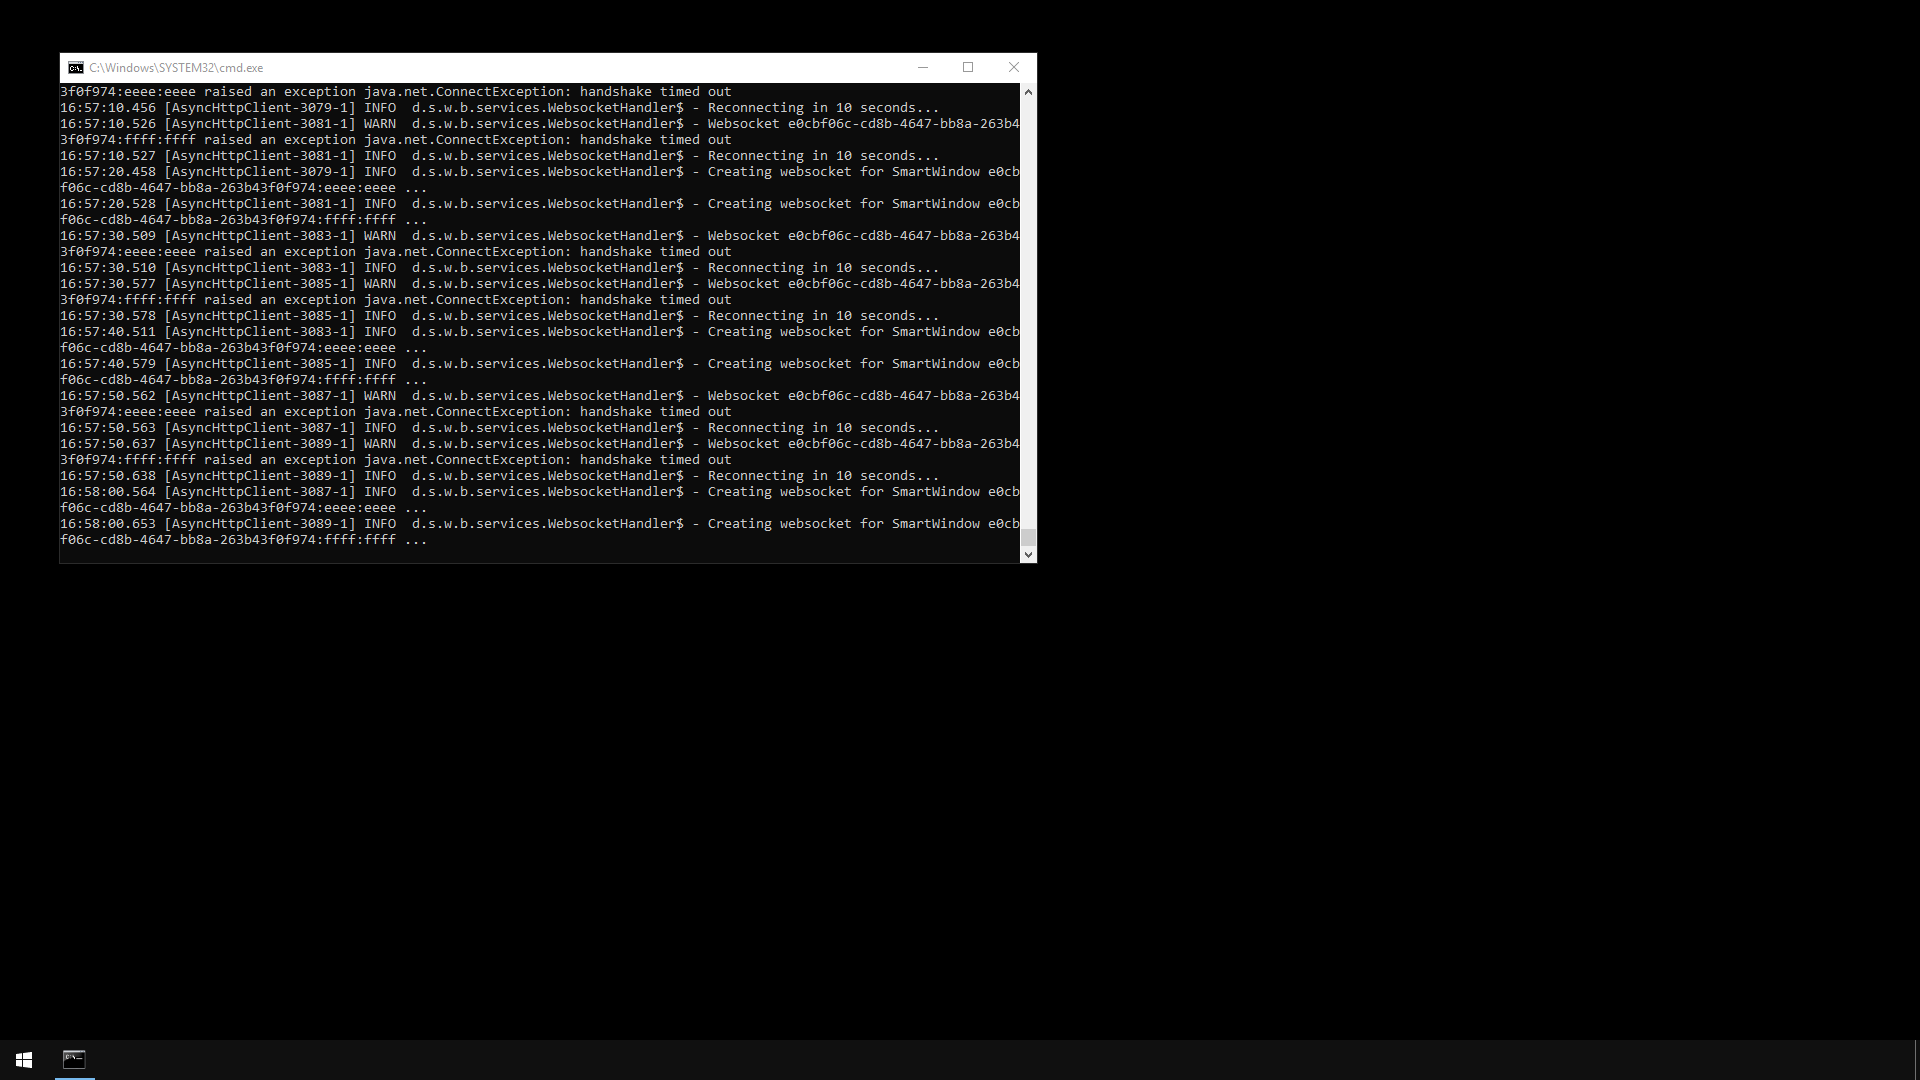 C:\Windows\SYSTEM32\cmd.exe
3f0f974:eeee:eeee raised an exception java.net.ConnectException: handshake timed out
16:57:10.456 [AsyncHttpClient-3079-1] INFO  d.s.w.b.services.WebsocketHandler$ - Reconnecting in 10 seconds...
16:57:10.526 [AsyncHttpClient-3081-1] WARN  d.s.w.b.services.WebsocketHandler$ - Websocket e0cbf06c-cd8b-4647-bb8a-263b4
3f0f974:ffff:ffff raised an exception java.net.ConnectException: handshake timed out
16:57:10.527 [AsyncHttpClient-3081-1] INFO  d.s.w.b.services.WebsocketHandler$ - Reconnecting in 10 seconds...
16:57:20.458 [AsyncHttpClient-3079-1] INFO  d.s.w.b.services.WebsocketHandler$ - Creating websocket for SmartWindow e0cb
f06c-cd8b-4647-bb8a-263b43f0f974:eeee:eeee ...
16:57:20.528 [AsyncHttpClient-3081-1] INFO  d.s.w.b.services.WebsocketHandler$ - Creating websocket for SmartWindow e0cb
f06c-cd8b-4647-bb8a-263b43f0f974:ffff:ffff ...
16:57:30.509 [AsyncHttpClient-3083-1] WARN  d.s.w.b.services.WebsocketHandler$ - Websocket e0cbf06c-cd8b-4647-bb8a-263b4
3f0f974:eeee:eeee raised an exception java.net.ConnectException: handshake timed out
16:57:30.510 [AsyncHttpClient-3083-1] INFO  d.s.w.b.services.WebsocketHandler$ - Reconnecting in 10 seconds...
16:57:30.577 [AsyncHttpClient-3085-1] WARN  d.s.w.b.services.WebsocketHandler$ - Websocket e0cbf06c-cd8b-4647-bb8a-263b4
3f0f974:ffff:ffff raised an exception java.net.ConnectException: handshake timed out
16:57:30.578 [AsyncHttpClient-3085-1] INFO  d.s.w.b.services.WebsocketHandler$ - Reconnecting in 10 seconds...
16:57:40.511 [AsyncHttpClient-3083-1] INFO  d.s.w.b.services.WebsocketHandler$ - Creating websocket for SmartWindow e0cb
f06c-cd8b-4647-bb8a-263b43f0f974:eeee:eeee ...
16:57:40.579 [AsyncHttpClient-3085-1] INFO  d.s.w.b.services.WebsocketHandler$ - Creating websocket for SmartWindow e0cb
f06c-cd8b-4647-bb8a-263b43f0f974:ffff:ffff ...
16:57:50.562 [AsyncHttpClient-3087-1] WARN  d.s.w.b.services.WebsocketHandler$ - Websocket e0cbf06c-cd8b-4647-bb8a-263b4
3f0f974:eeee:eeee raised an exception java.net.ConnectException: handshake timed out
16:57:50.563 [AsyncHttpClient-3087-1] INFO  d.s.w.b.services.WebsocketHandler$ - Reconnecting in 10 seconds...
16:57:50.637 [AsyncHttpClient-3089-1] WARN  d.s.w.b.services.WebsocketHandler$ - Websocket e0cbf06c-cd8b-4647-bb8a-263b4
3f0f974:ffff:ffff raised an exception java.net.ConnectException: handshake timed out
16:57:50.638 [AsyncHttpClient-3089-1] INFO  d.s.w.b.services.WebsocketHandler$ - Reconnecting in 10 seconds...
16:58:00.564 [AsyncHttpClient-3087-1] INFO  d.s.w.b.services.WebsocketHandler$ - Creating websocket for SmartWindow e0cb
f06c-cd8b-4647-bb8a-263b43f0f974:eeee:eeee ...
16:58:00.653 [AsyncHttpClient-3089-1] INFO  d.s.w.b.services.WebsocketHandler$ - Creating websocket for SmartWindow e0cb
f06c-cd8b-4647-bb8a-263b43f0f974:ffff:ffff ...